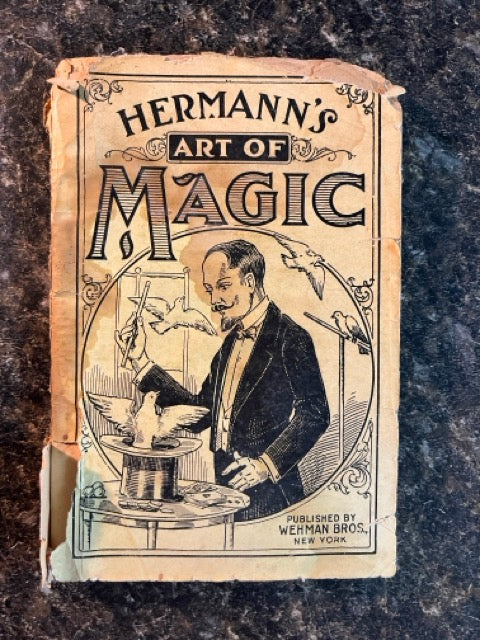 HERMANN'S
ART OF
MAGIC
PUBLISHED BY
WEHMAN BROS.,
NEW YORK